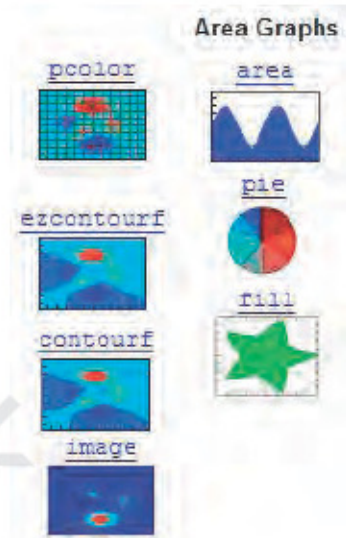 Area Graphs
pcolor
area
pie
ezcontourf
fill
contourf
image